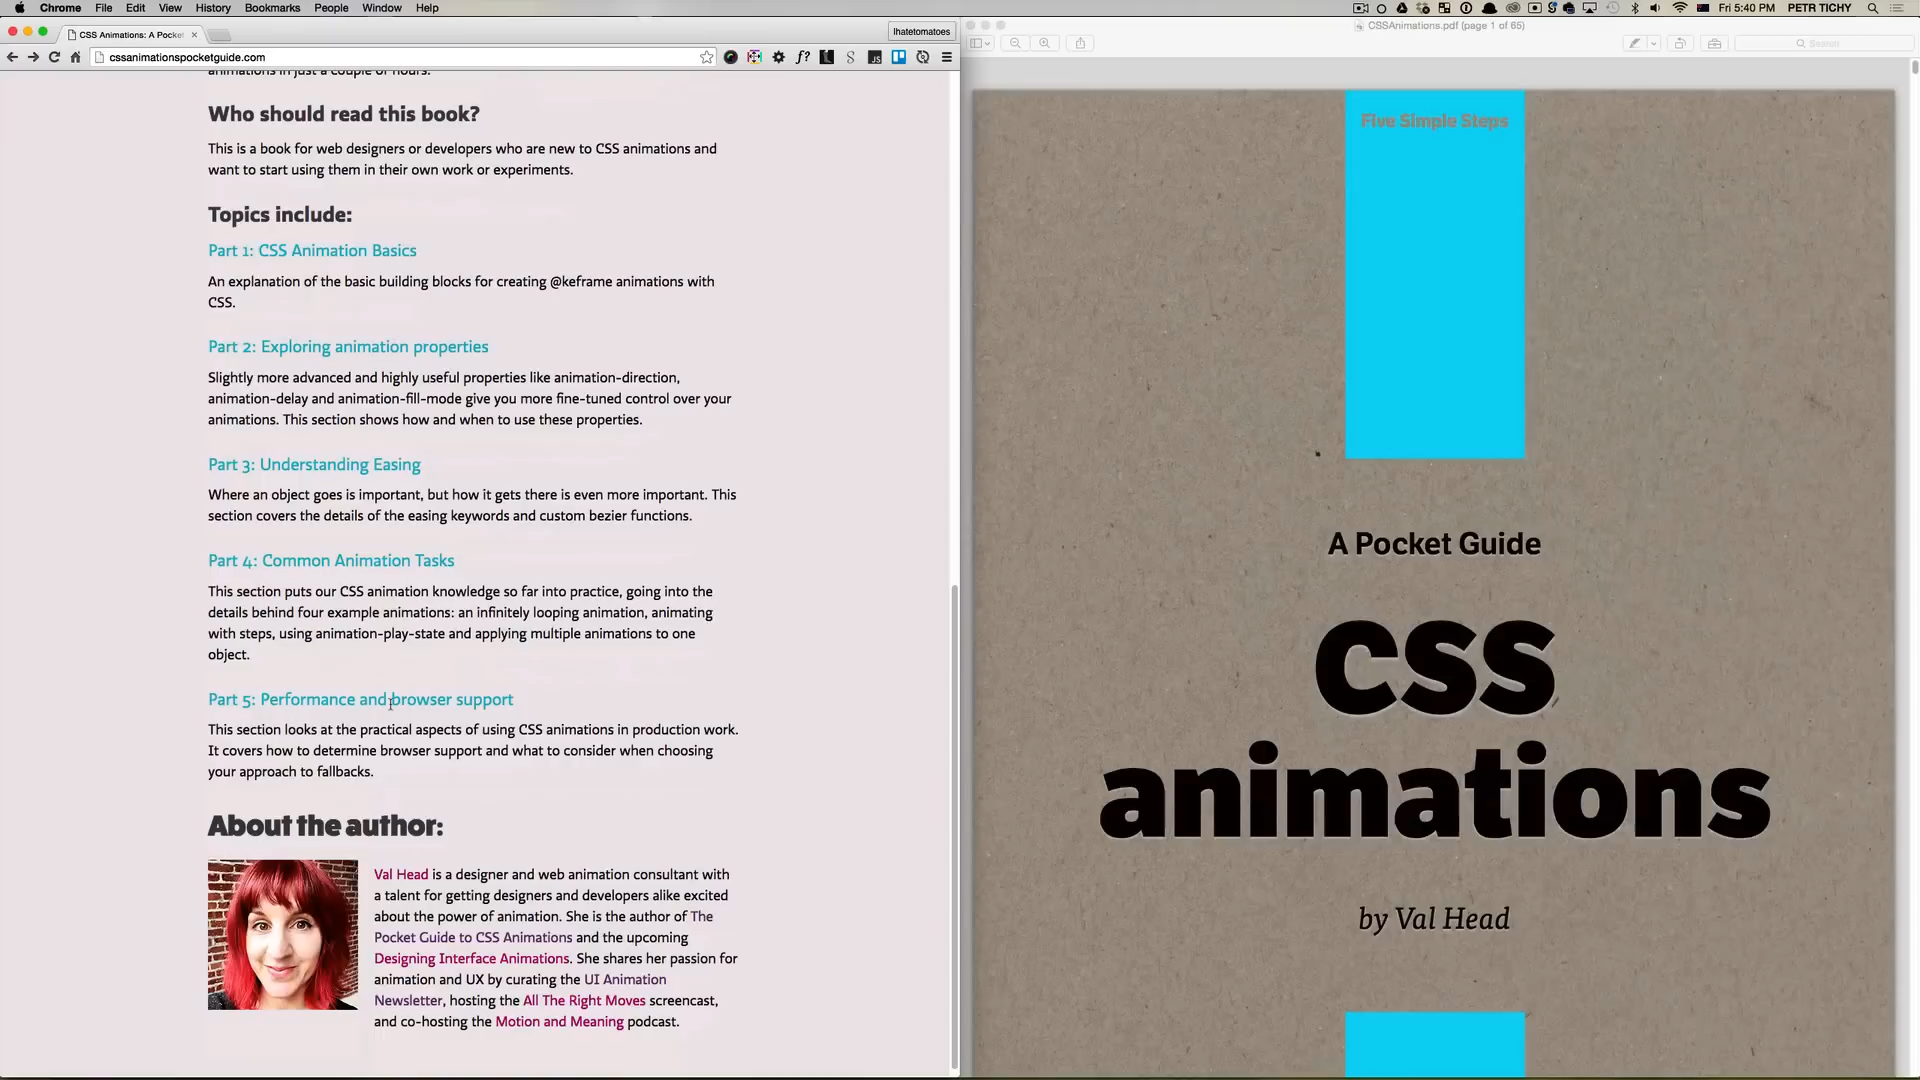 Chrome File Edit View History Bookmarks People Window Help
Fri 5:40 PM PETR TICHY
CSS Animations: A Pocket
Ihatetomatoes
cssanimationspocketguide.com
animations in just a couple of hours.
Who should read this book?
This is a book for web designers or developers who are new to CSS animations and
want to start using them in their own work or experiments.
Topics include:
Part 1: CSS Animation Basics
An explanation of the basic building blocks for creating @keframe animations with
CSS.
Part 2: Exploring animation properties
Slightly more advanced and highly useful properties like animation-direction,
animation-delay and animation-fill-mode give you more fine-tuned control over your
animations. This section shows how and when to use these properties.
Part 3: Understanding Easing
Where an object goes is important, but how it gets there is even more important. This
section covers the details of the easing keywords and custom bezier functions.
Part 4: Common Animation Tasks
This section puts our CSS animation knowledge so far into practice, going into the
details behind four example animations: an infinitely looping animation, animating
with steps, using animation-play-state and applying multiple animations to one
object.
Part 5: Performance and browser support
This section looks at the practical aspects of using CSS animations in production work.
It covers how to determine browser support and what to consider when choosing
your approach to fallbacks.
About the author:
Val Head is a designer and web animation consultant with
a talent for getting designers and developers alike excited
about the power of animation. She is the author of The
Pocket Guide to CSS Animations and the upcoming
Designing Interface Animations. She shares her passion for
animation and UX by curating the UI Animation
Newsletter, hosting the All The Right Moves screencast,
and co-hosting the Motion and Meaning podcast.
CSSAnimations.pdf (page 1 of 65)
Search
Five Simple Steps
A Pocket Guide
CSS
animations
by Val Head